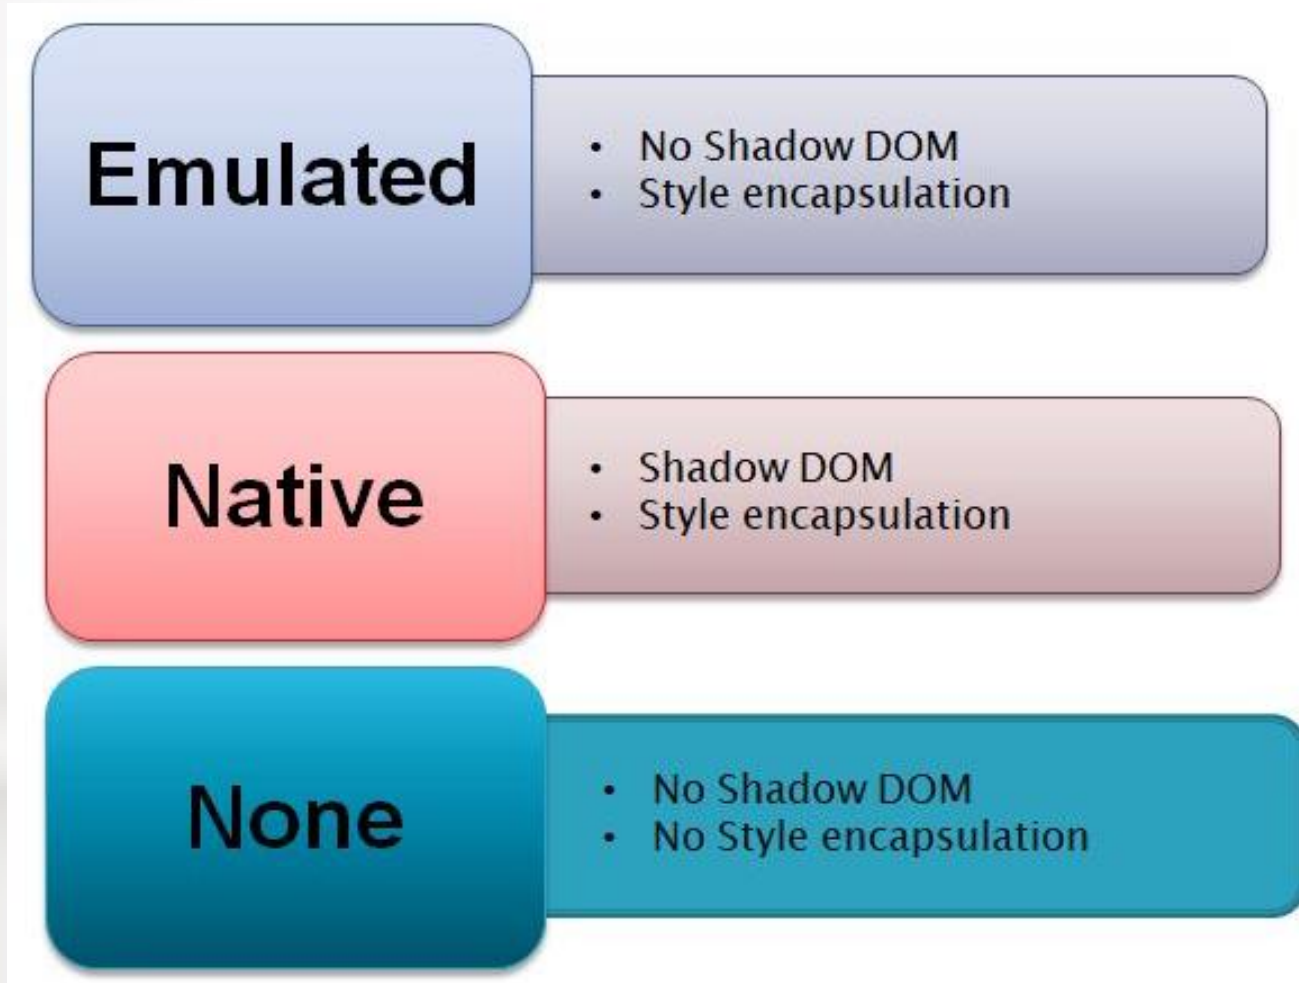 Emulated
• No Shadow DOM
• Style encapsulation
Native
• Shadow DOM
• Style encapsulation
None
• No Shadow DOM
• No Style encapsulation